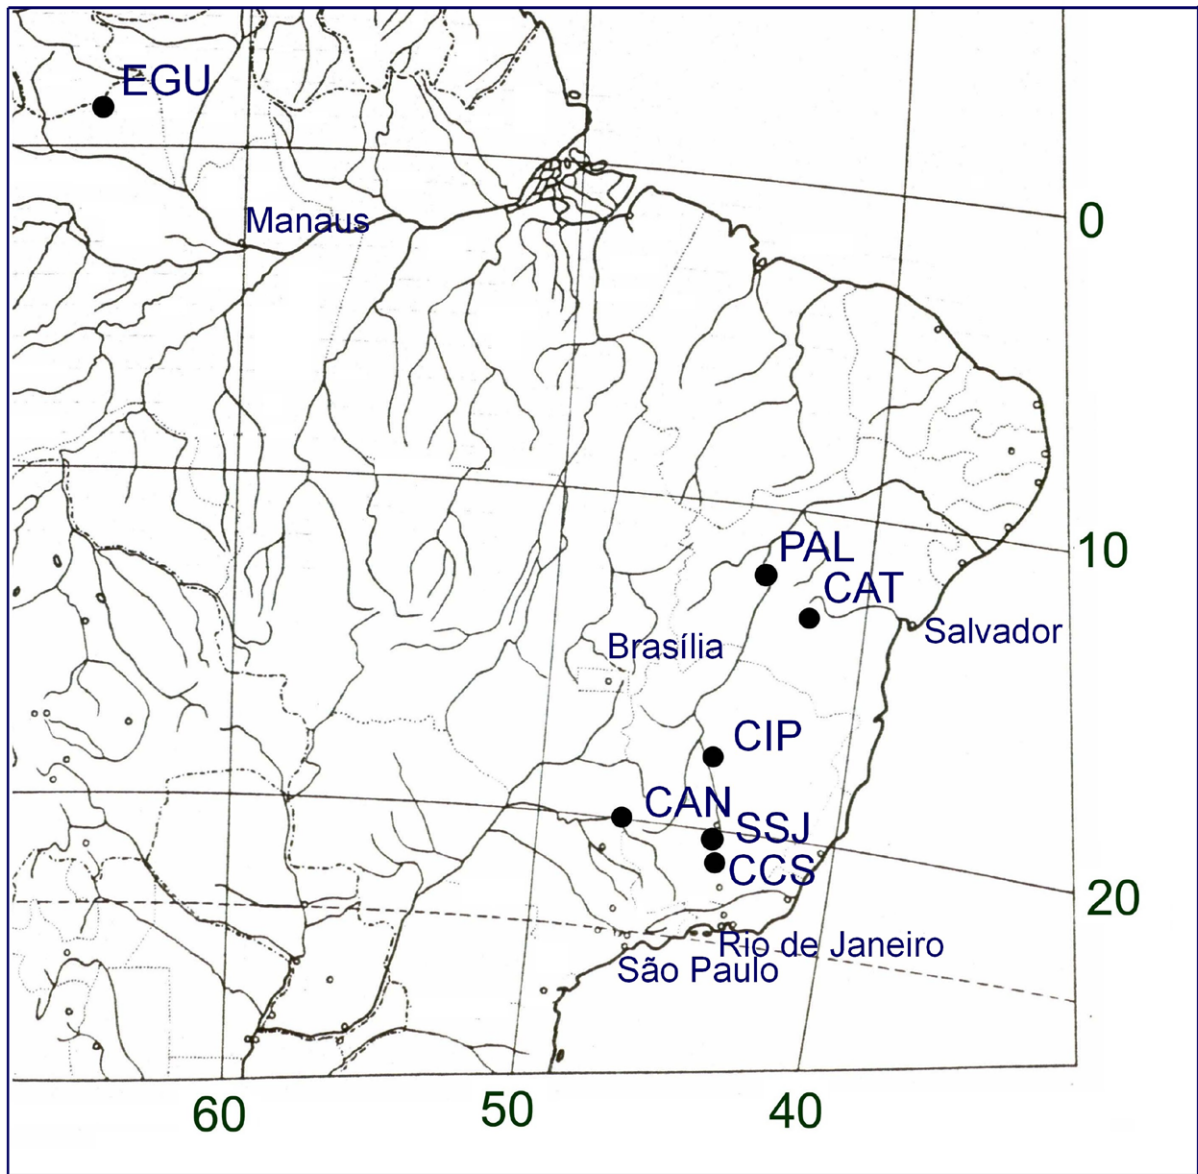 EGU
Manaus
0
10
PAL
CAT
Salvador
Brasília
CIP
CAN
SSJ
CCS
20
Rio de Janeiro
São Paulo
60
50
40